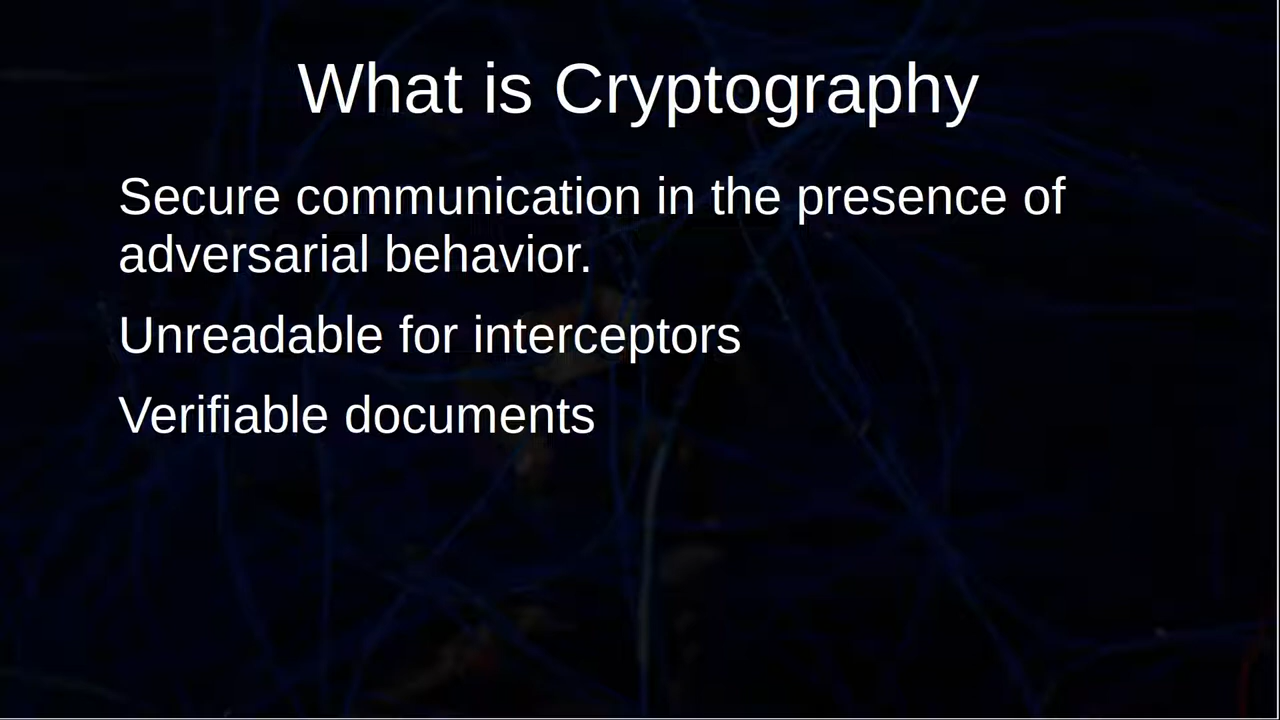 What is Cryptography
Secure communication in the presence of
adversarial behavior.
Unreadable for interceptors
Verifiable documents